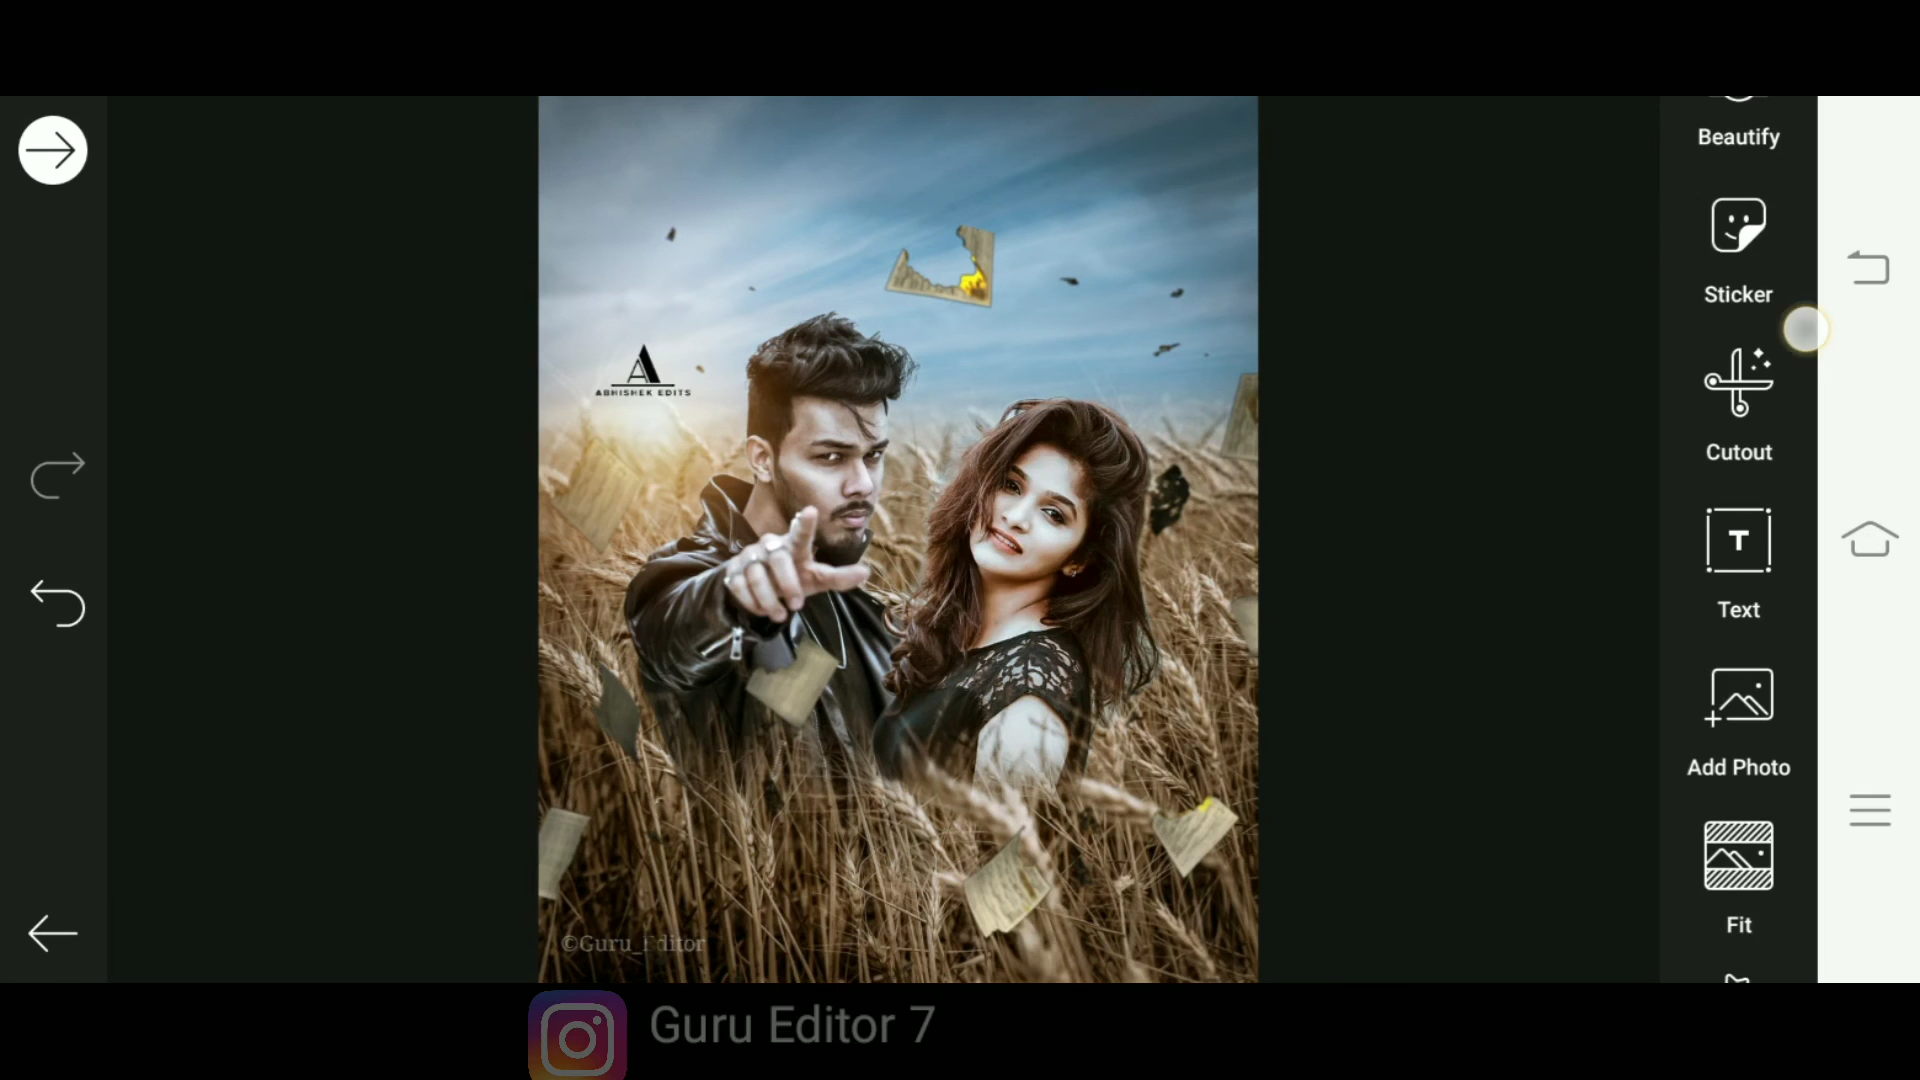 Beautify
Sticker
Cutout
T
Text
Add Photo
Fit
A
ABHISHEK EDITS
©Guru_Editor
Guru Editor 7